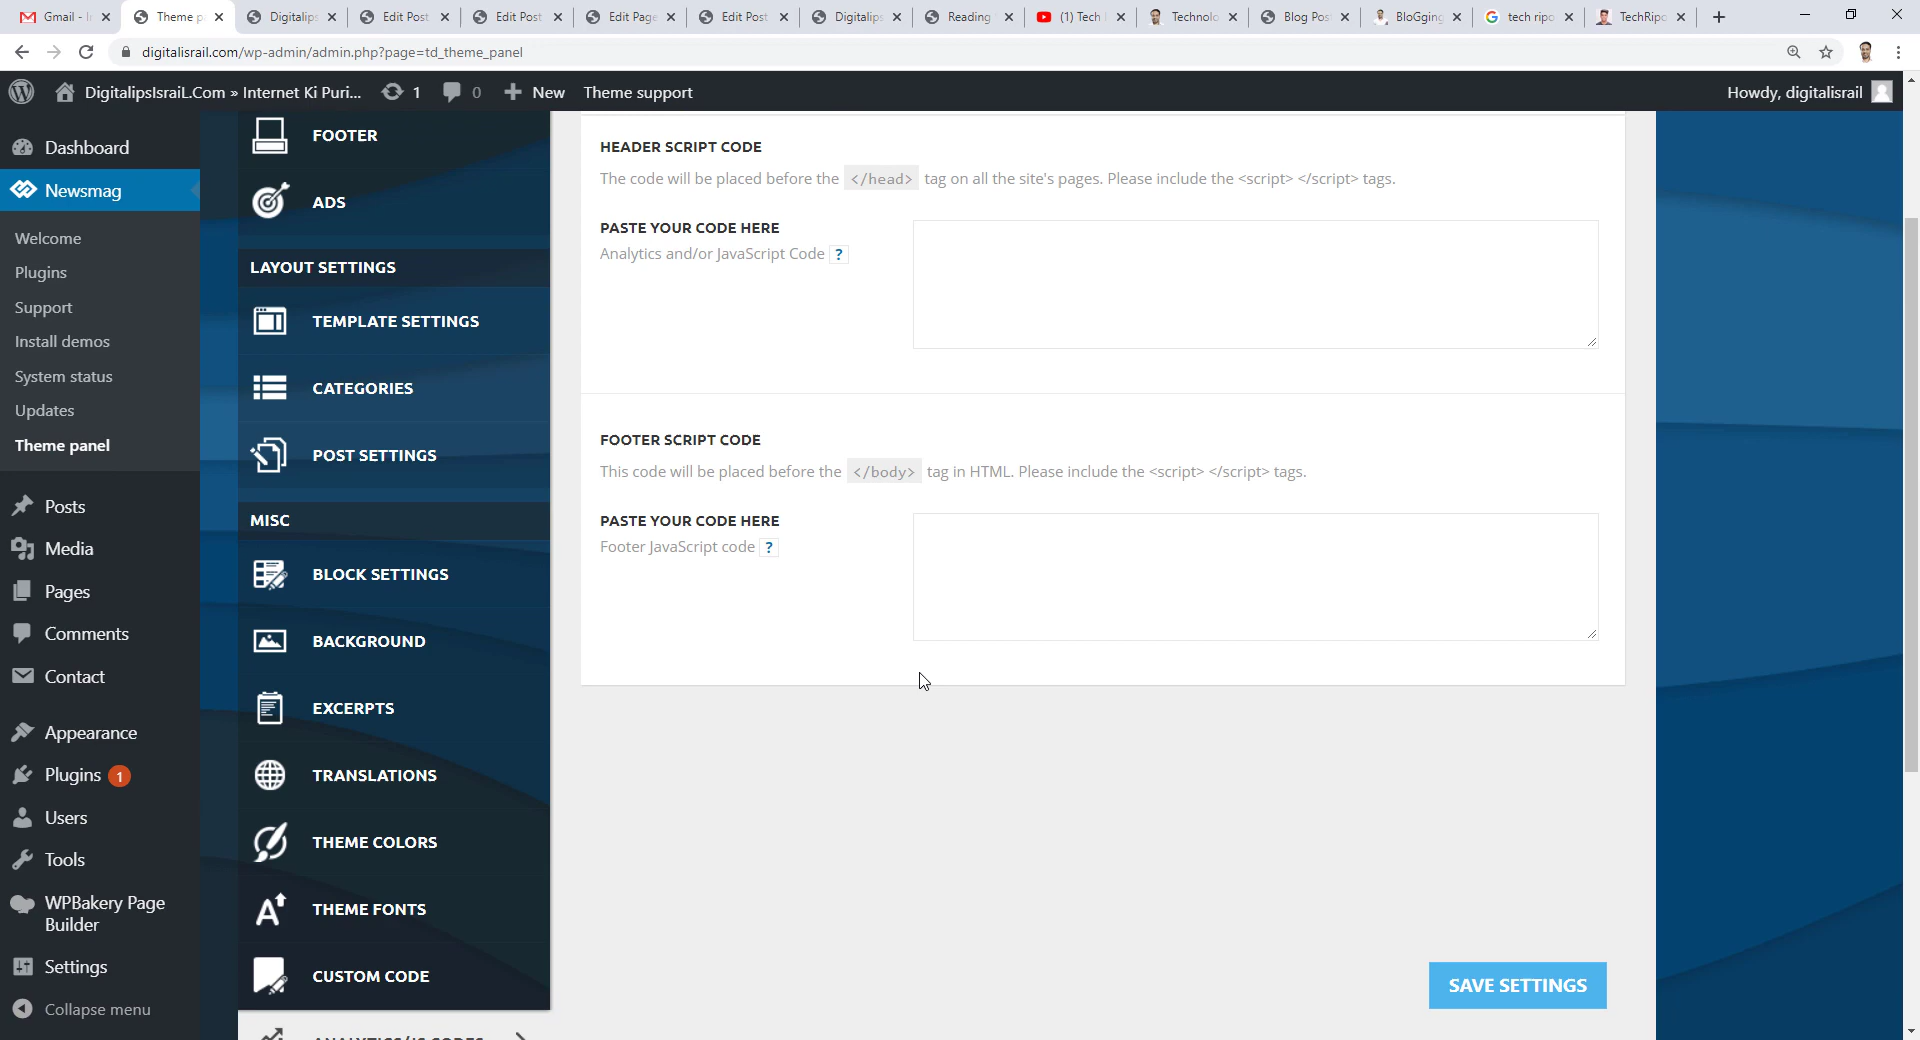 Gmail - I
Theme p
Digitalips
Edit Post
Edit Post
Edit Page
Edit Post
Digitalips
Reading
(1) Tech
Technolo
Blog Pos
BloGging
tech ripo
TechRipo
digitalisrail.com/wp-admin/admin.php?page=td_theme_panel
DigitalipsIsraiL.Com » Internet Ki Puri...
1
0
New
Theme support
Howdy, digitalisrail
Dashboard
Newsmag
Welcome
Plugins
Support
Install demos
System status
Updates
Theme panel
Posts
Media
Pages
Comments
Contact
Appearance
Plugins 1
Users
Tools
WPBakery Page
Builder
Settings
Collapse menu
FOOTER
ADS
LAYOUT SETTINGS
TEMPLATE SETTINGS
CATEGORIES
POST SETTINGS
MISC
BLOCK SETTINGS
BACKGROUND
EXCERPTS
TRANSLATIONS
THEME COLORS
THEME FONTS
CUSTOM CODE
ANALYTICS/JS CODES
HEADER SCRIPT CODE
The code will be placed before the </head> tag on all the site's pages. Please include the <script> </script> tags.
PASTE YOUR CODE HERE
Analytics and/or JavaScript Code ?
FOOTER SCRIPT CODE
This code will be placed before the </body> tag in HTML. Please include the <script> </script> tags.
PASTE YOUR CODE HERE
Footer JavaScript code ?
SAVE SETTINGS